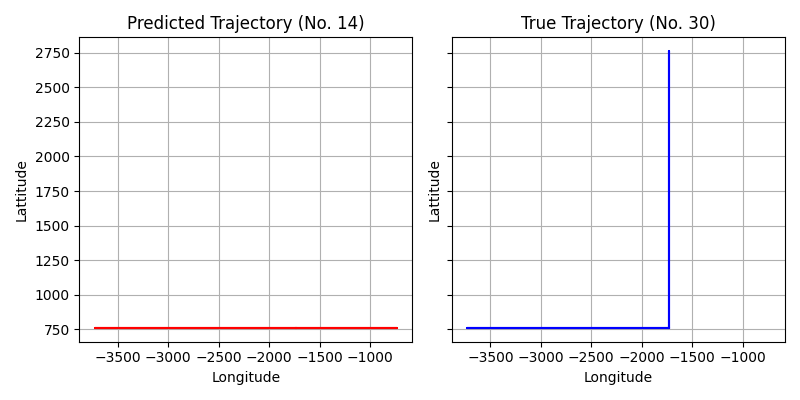 Predicted Trajectory (No. 14)
True Trajectory (No. 30)
Lattitude
2750
2500
2250
2000
1750
1500
1250
1000
750
−3500 −3000 −2500 −2000 −1500 −1000
Longitude
Lattitude
−3500 −3000 −2500 −2000 −1500 −1000
Longitude